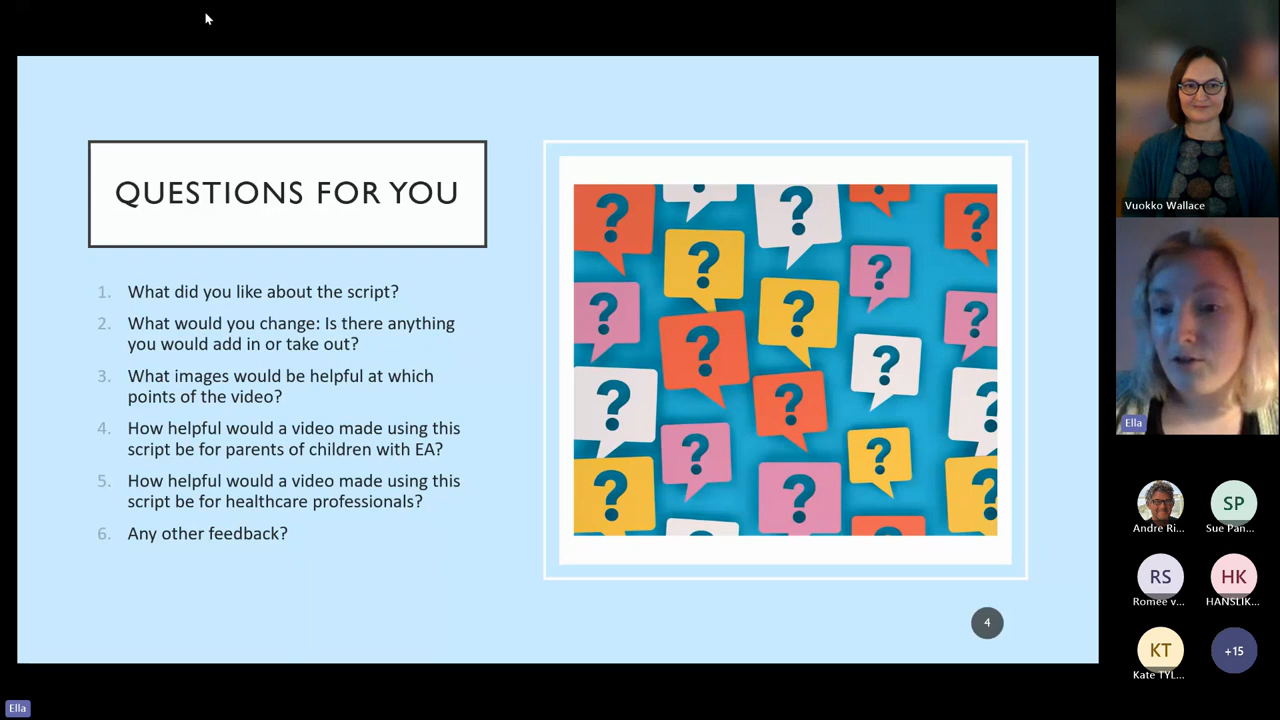 QUESTIONS FOR YOU
1. What did you like about the script?
2. What would you change: Is there anything
you would add in or take out?
3. What images would be helpful at which
points of the video?
4. How helpful would a video made using this
script be for parents of children with EA?
5. How helpful would a video made using this
script be for healthcare professionals?
6. Any other feedback?
? ? ? ? ?
? ? ?
? ? ? ?
? ? ? ?
? ? ?
? ? ?
4
Vuokko Wallace
Ella
Andre Ri...
SP
Sue Pan...
RS
Romee v...
HK
HANSLIK...
KT
Kate TYL...
+15
Ella